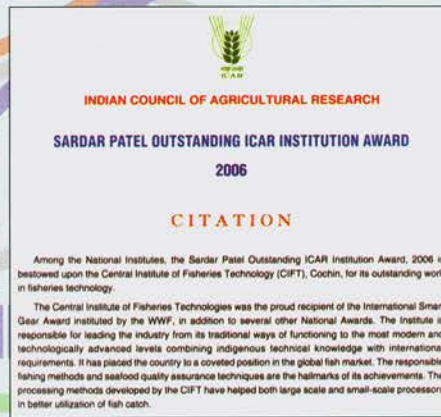 ICAR
INDIAN COUNCIL OF AGRICULTURAL RESEARCH
SARDAR PATEL OUTSTANDING ICAR INSTITUTION AWARD
2006
CITATION
Among the National Institutes, the Sardar Patel Outstanding ICAR Institution Award, 2006 i
bestowed upon the Central Institute of Fisheries Technology (CIFT), Cochin, for its outstanding wor
in fisheries technology.
The Central Institute of Fisheries Technologies was the proud recipient of the International Smar
Gear Award instituted by the WWF, in addition to several other National Awards. The Institute i
responsible for leading the industry from its traditional ways of functioning to the most modern an
technologically advanced levels combining indigenous technical knowledge with internationa
requirements. It has placed the country to a coveted position in the global fish market. The responsibl
fishing methods and seafood quality assurance techniques are the hallmarks of its achievements. Th
processing methods developed by the CIFT have helped both large scale and small-scale processor
in better utilization of fish catch.